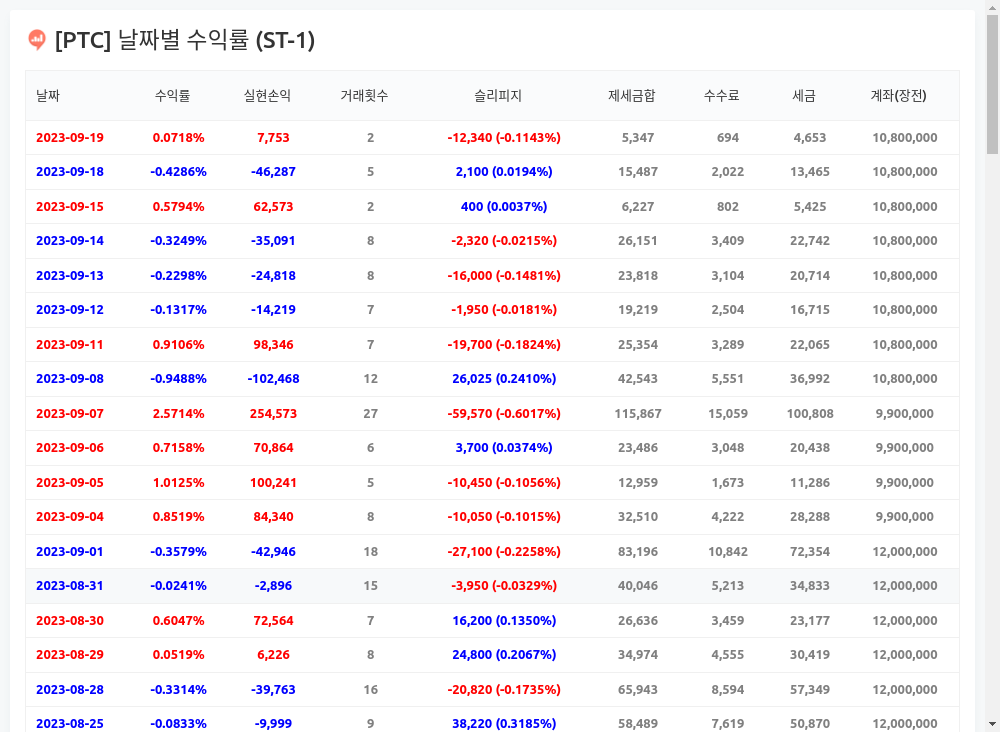 [PTC] 날짜별 수익률 (ST-1)
날짜 수익률 실현손익 거래횟수 슬리피지 제세금합 수수료 세금 계좌(장전)
2023-09-19 0.0718% 7,753 2 -12,340 (-0.1143%) 5,347 694 4,653 10,800,000
2023-09-18 -0.4286% -46,287 5 2,100 (0.0194%) 15,487 2,022 13,465 10,800,000
2023-09-15 0.5794% 62,573 2 400 (0.0037%) 6,227 802 5,425 10,800,000
2023-09-14 -0.3249% -35,091 8 -2,320 (-0.0215%) 26,151 3,409 22,742 10,800,000
2023-09-13 -0.2298% -24,818 8 -16,000 (-0.1481%) 23,818 3,104 20,714 10,800,000
2023-09-12 -0.1317% -14,219 7 -1,950 (-0.0181%) 19,219 2,504 16,715 10,800,000
2023-09-11 0.9106% 98,346 7 -19,700 (-0.1824%) 25,354 3,289 22,065 10,800,000
2023-09-08 -0.9488% -102,468 12 26,025 (0.2410%) 42,543 5,551 36,992 10,800,000
2023-09-07 2.5714% 254,573 27 -59,570 (-0.6017%) 115,867 15,059 100,808 9,900,000
2023-09-06 0.7158% 70,864 6 3,700 (0.0374%) 23,486 3,048 20,438 9,900,000
2023-09-05 1.0125% 100,241 5 -10,450 (-0.1056%) 12,959 1,673 11,286 9,900,000
2023-09-04 0.8519% 84,340 8 -10,050 (-0.1015%) 32,510 4,222 28,288 9,900,000
2023-09-01 -0.3579% -42,946 18 -27,100 (-0.2258%) 83,196 10,842 72,354 12,000,000
2023-08-31 -0.0241% -2,896 15 -3,950 (-0.0329%) 40,046 5,213 34,833 12,000,000
2023-08-30 0.6047% 72,564 7 16,200 (0.1350%) 26,636 3,459 23,177 12,000,000
2023-08-29 0.0519% 6,226 8 24,800 (0.2067%) 34,974 4,555 30,419 12,000,000
2023-08-28 -0.3314% -39,763 16 -20,820 (-0.1735%) 65,943 8,594 57,349 12,000,000
2023-08-25 -0.0833% -9,999 9 38,220 (0.3185%) 58,489 7,619 50,870 12,000,000